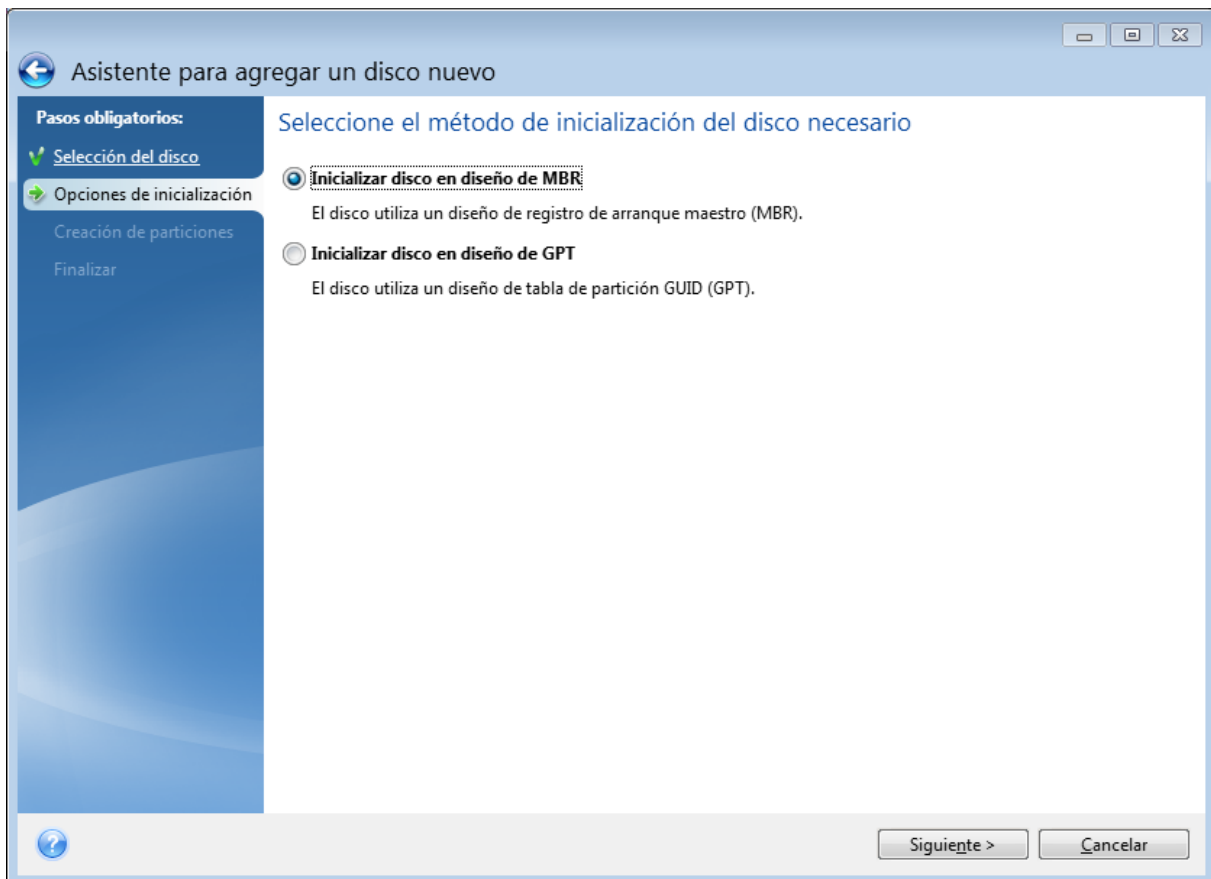 Asistente para agregar un disco nuevo
Pasos obligatorios:
Selección del disco
Opciones de inicialización
Creación de particiones
Finalizar
Seleccione el método de inicialización del disco necesario
Inicializar disco en diseño de MBR
El disco utiliza un diseño de registro de arranque maestro (MBR).
Inicializar disco en diseño de GPT
El disco utiliza un diseño de tabla de partición GUID (GPT).
?
Siguiente >
Cancelar